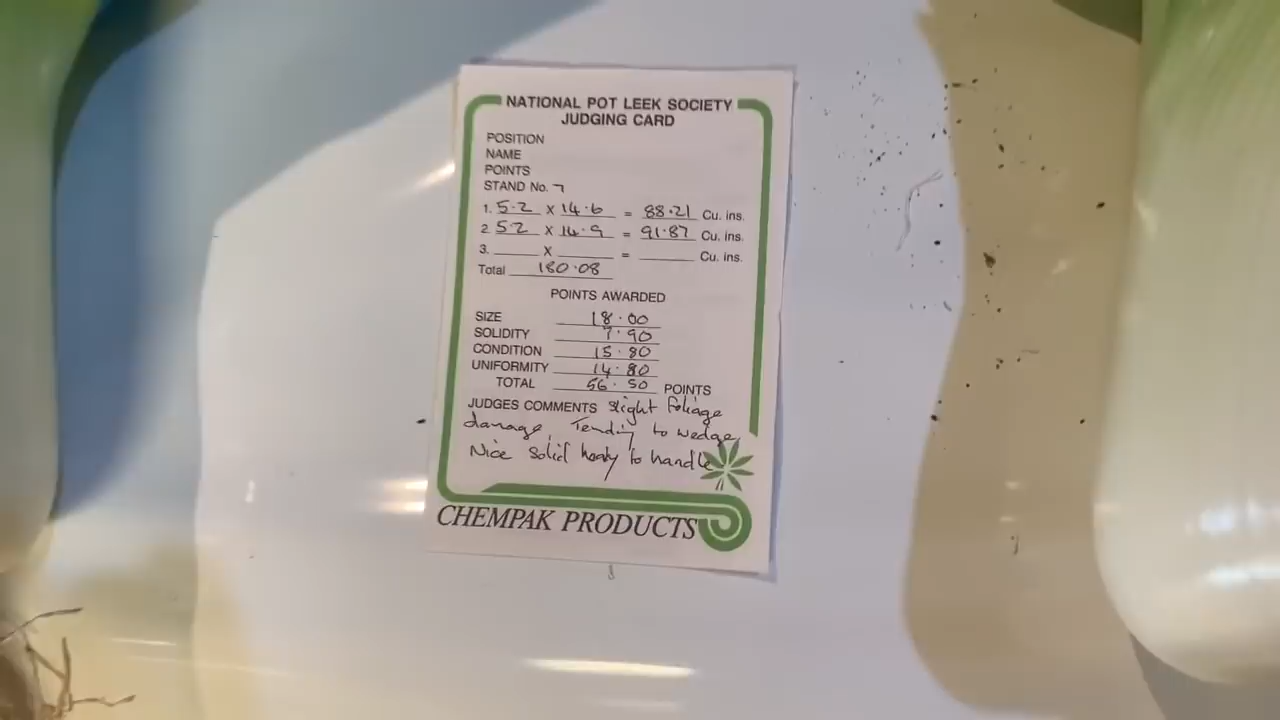 NATIONAL POT LEEK SOCIETY
JUDGING CARD
POSITION
NAME
POINTS
STAND No. 7
1. 5.2 X 14.6 = 88.21 Cu. ins.
2. 5.2 X 14.9 = 91.87 Cu. ins.
3. X = Cu. ins.
Total 180.08
POINTS AWARDED
SIZE 18.00
SOLIDITY 7.90
CONDITION 15.80
UNIFORMITY 14.80
TOTAL 56.50 POINTS
JUDGES COMMENTS slight foliage
damage, Tending to wedge,
Nice solid heavy to handle
CHEMPAK PRODUCTS